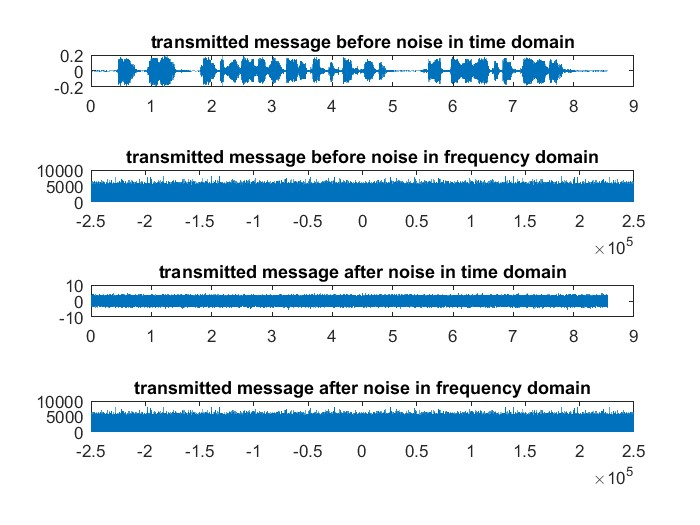 transmitted message before noise in time domain
0.2
0
-0.2
0 1 2 3 4 5 6 7 8 9
transmitted message before noise in frequency domain
10000
5000
0
-2.5 -2 -1.5 -1 -0.5 0 0.5 1 1.5 2 2.5
×10⁵
transmitted message after noise in time domain
10
0
-10
0 1 2 3 4 5 6 7 8 9
transmitted message after noise in frequency domain
10000
5000
0
-2.5 -2 -1.5 -1 -0.5 0 0.5 1 1.5 2 2.5
×10⁵